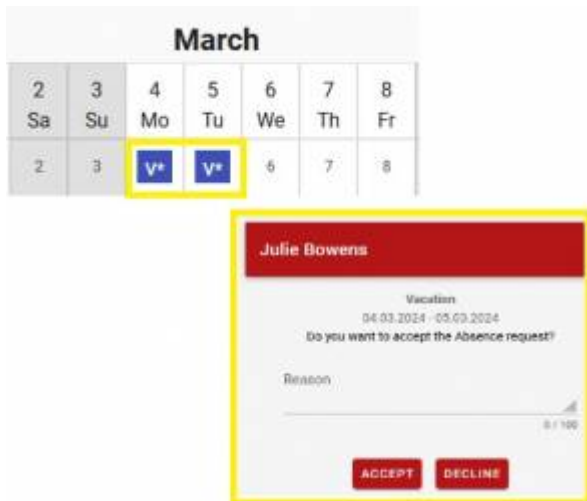 March
2 3 4 5 6 7 8
Sa Su Mo Tu We Th Fr
2 3 V* V* 6 7 8
Julie Bowens
Vacation
04.03.2024 - 05.03.2024
Do you want to accept the Absence request?
Reason
0 / 100
ACCEPT DECLINE